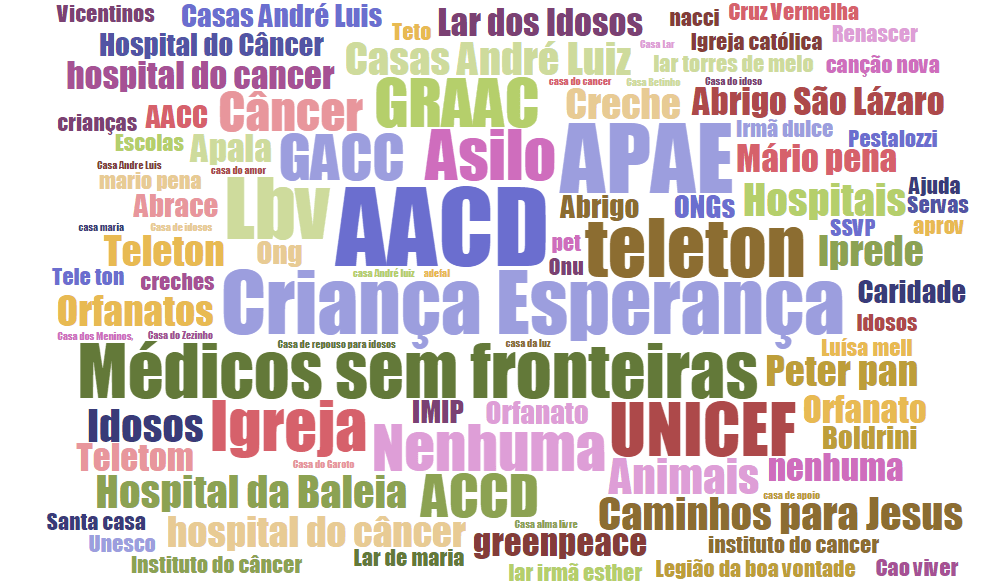 Vicentinos
Casas André Luis
Teto
Lar dos Idosos
nacci
Cruz Vermelha
Hospital do Câncer
Casas André Luiz
Casa Lar
Igreja católica
Renascer
hospital do cancer
casa do cancer
Casa Betinho
Casa do idoso
lar torres de melo
canção nova
crianças
AACC
Câncer
GRAAC
Creche
Abrigo São Lázaro
Escolas
Apala
GACC
Asilo
APAE
Irmã dulce
Pestalozzi
Casa Andre Luis
casa do amor
Mário pena
mario pena
Lbv
AACD
Abrigo
ONGs
Hospitais
Ajuda
Servas
Abrace
casa maria
Casa de idosos
SSVP
aprov
Teleton
Ong
pet
Onu
teleton
Iprede
Tele ton
creches
casa André luiz
adefal
Orfanatos
Criança Esperança
Caridade
Idosos
Casa dos Meninos,
Casa do Zezinho
Casa de repouso para idosos
casa da luz
Luísa mell
Médicos sem fronteiras
Peter pan
Idosos
Igreja
IMIP
Orfanato
UNICEF
Orfanato
Boldrini
Teletom
Casa do Garoto
Nenhuma
Animais
nenhuma
Hospital da Baleia
ACCD
casa de apoio
Caminhos para Jesus
Santa casa
hospital do câncer
Casa alma livre
greenpeace
Unesco
instituto do cancer
Instituto do câncer
Lar de maria
lar irmã esther
Legião da boa vontade
Cao viver